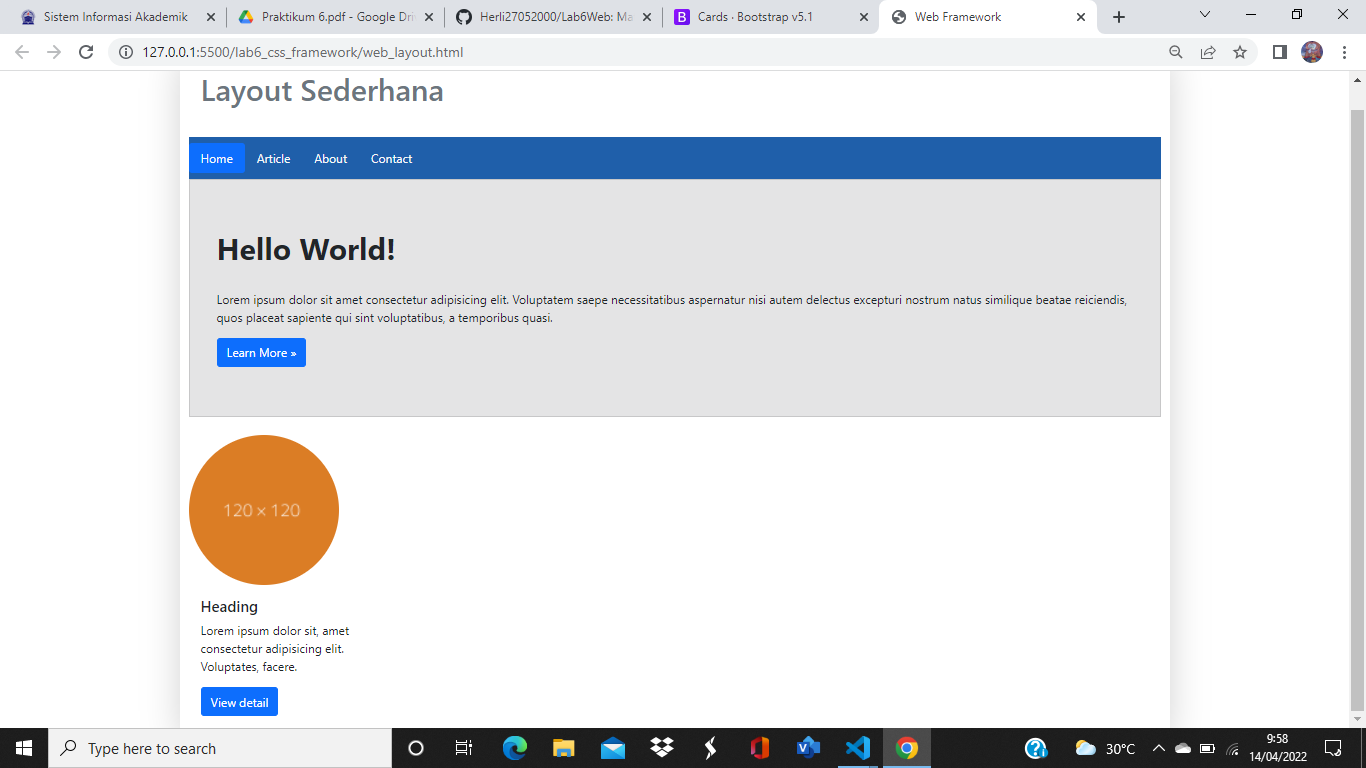 Sistem Informasi Akademik
Praktikum 6.pdf - Google Dri
Herli27052000/Lab6Web: Ma
Cards · Bootstrap v5.1
Web Framework
127.0.0.1:5500/lab6_css_framework/web_layout.html
Layout Sederhana
Home Article About Contact
Hello World!
Lorem ipsum dolor sit amet consectetur adipisicing elit. Voluptatem saepe necessitatibus aspernatur nisi autem delectus excepturi nostrum natus similique beatae reiciendis,
quos placeat sapiente qui sint voluptatibus, a temporibus quasi.
Learn More »
120 × 120
Heading
Lorem ipsum dolor sit, amet
consectetur adipisicing elit.
Voluptates, facere.
View detail
Type here to search
30°C
9:58
14/04/2022